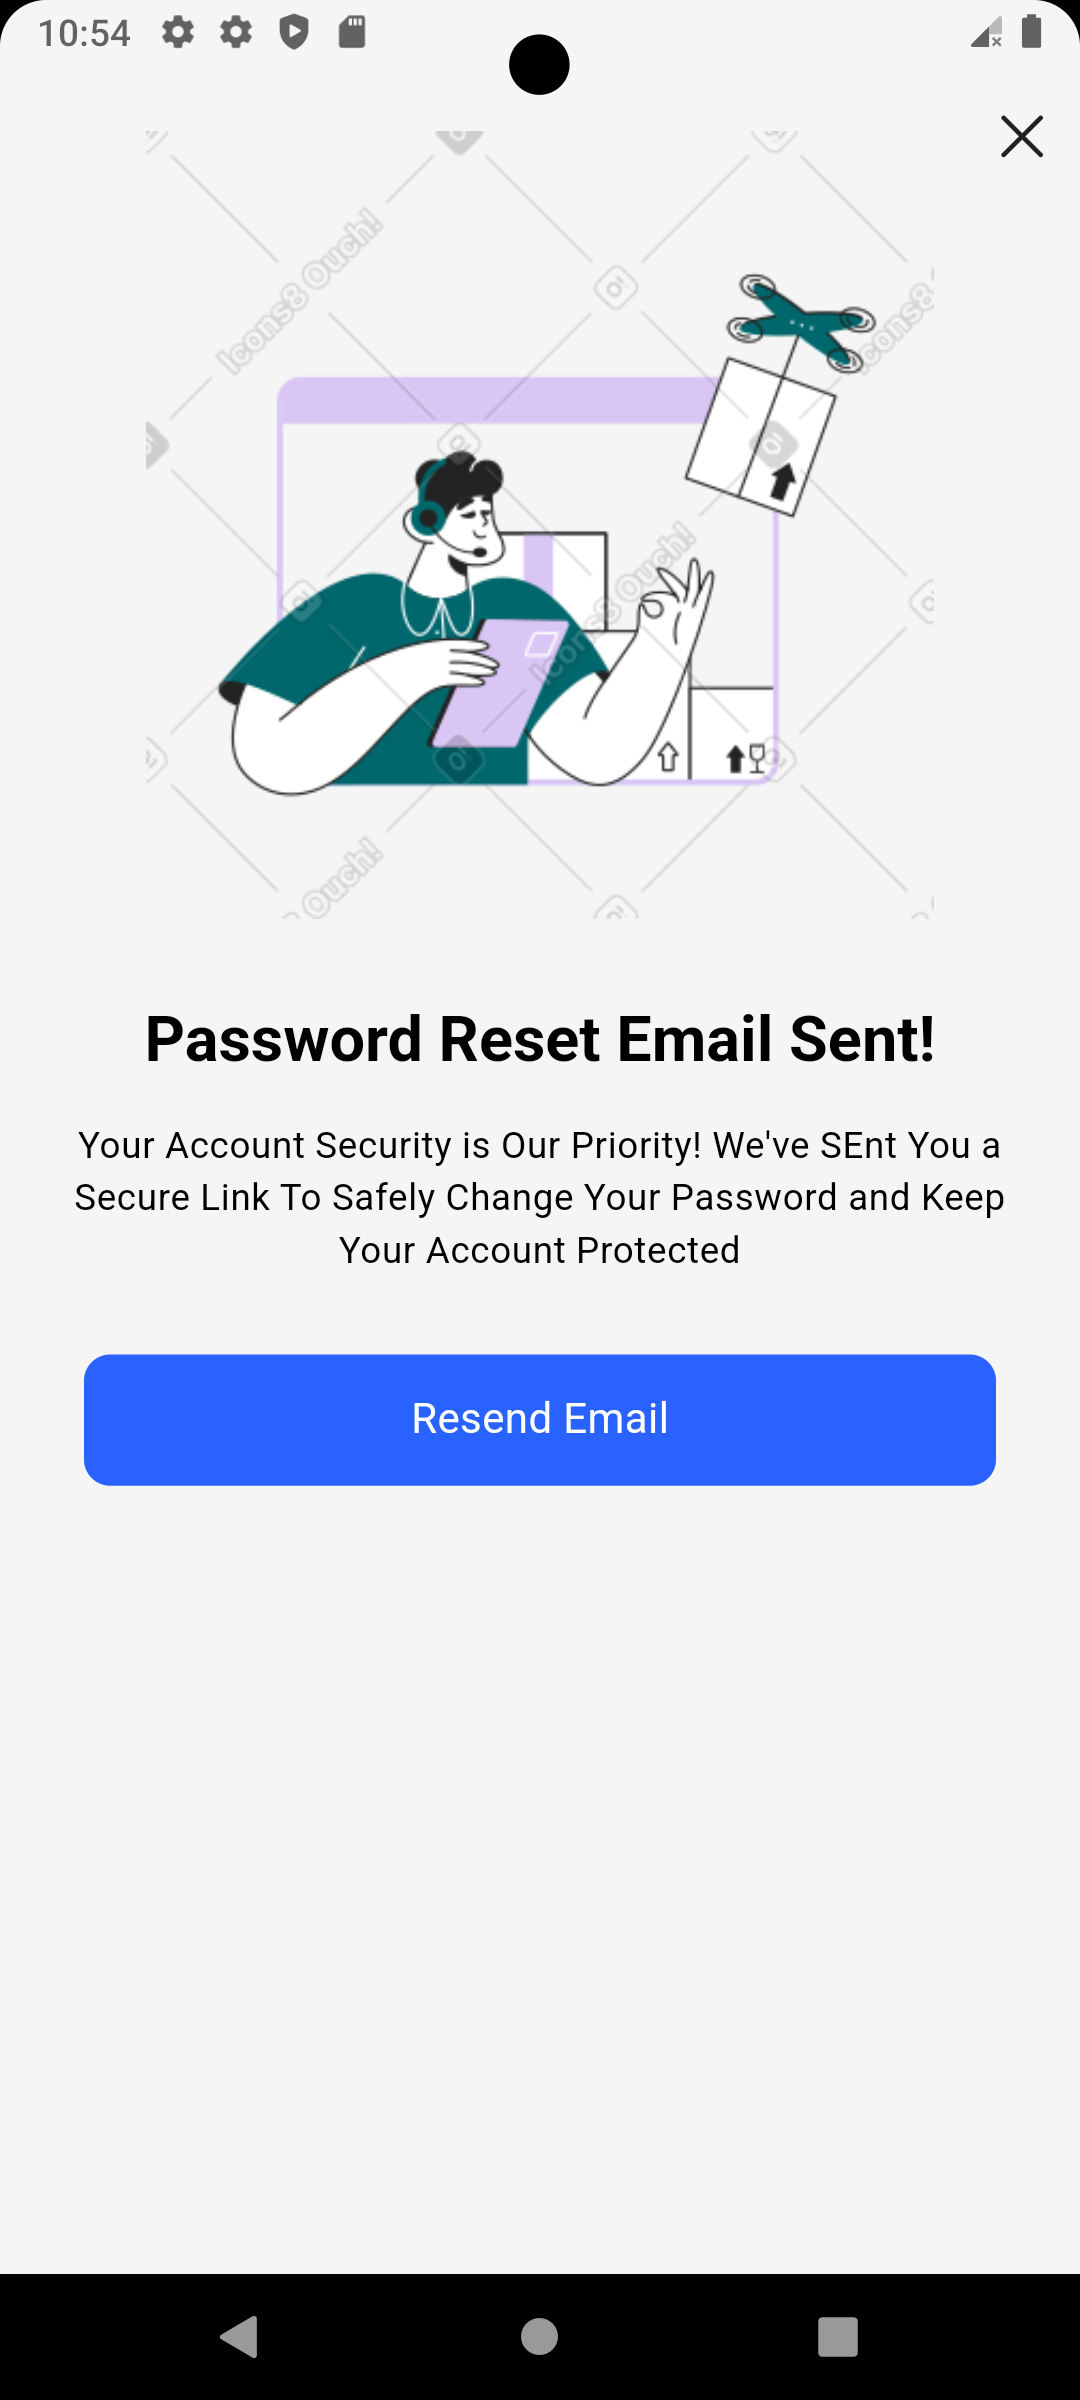 10:54
Icons8 Ouch!
Icons8
Icons8 Ouch!
Ouch!
Password Reset Email Sent!
Your Account Security is Our Priority! We've SEnt You a
Secure Link To Safely Change Your Password and Keep
Your Account Protected
Resend Email